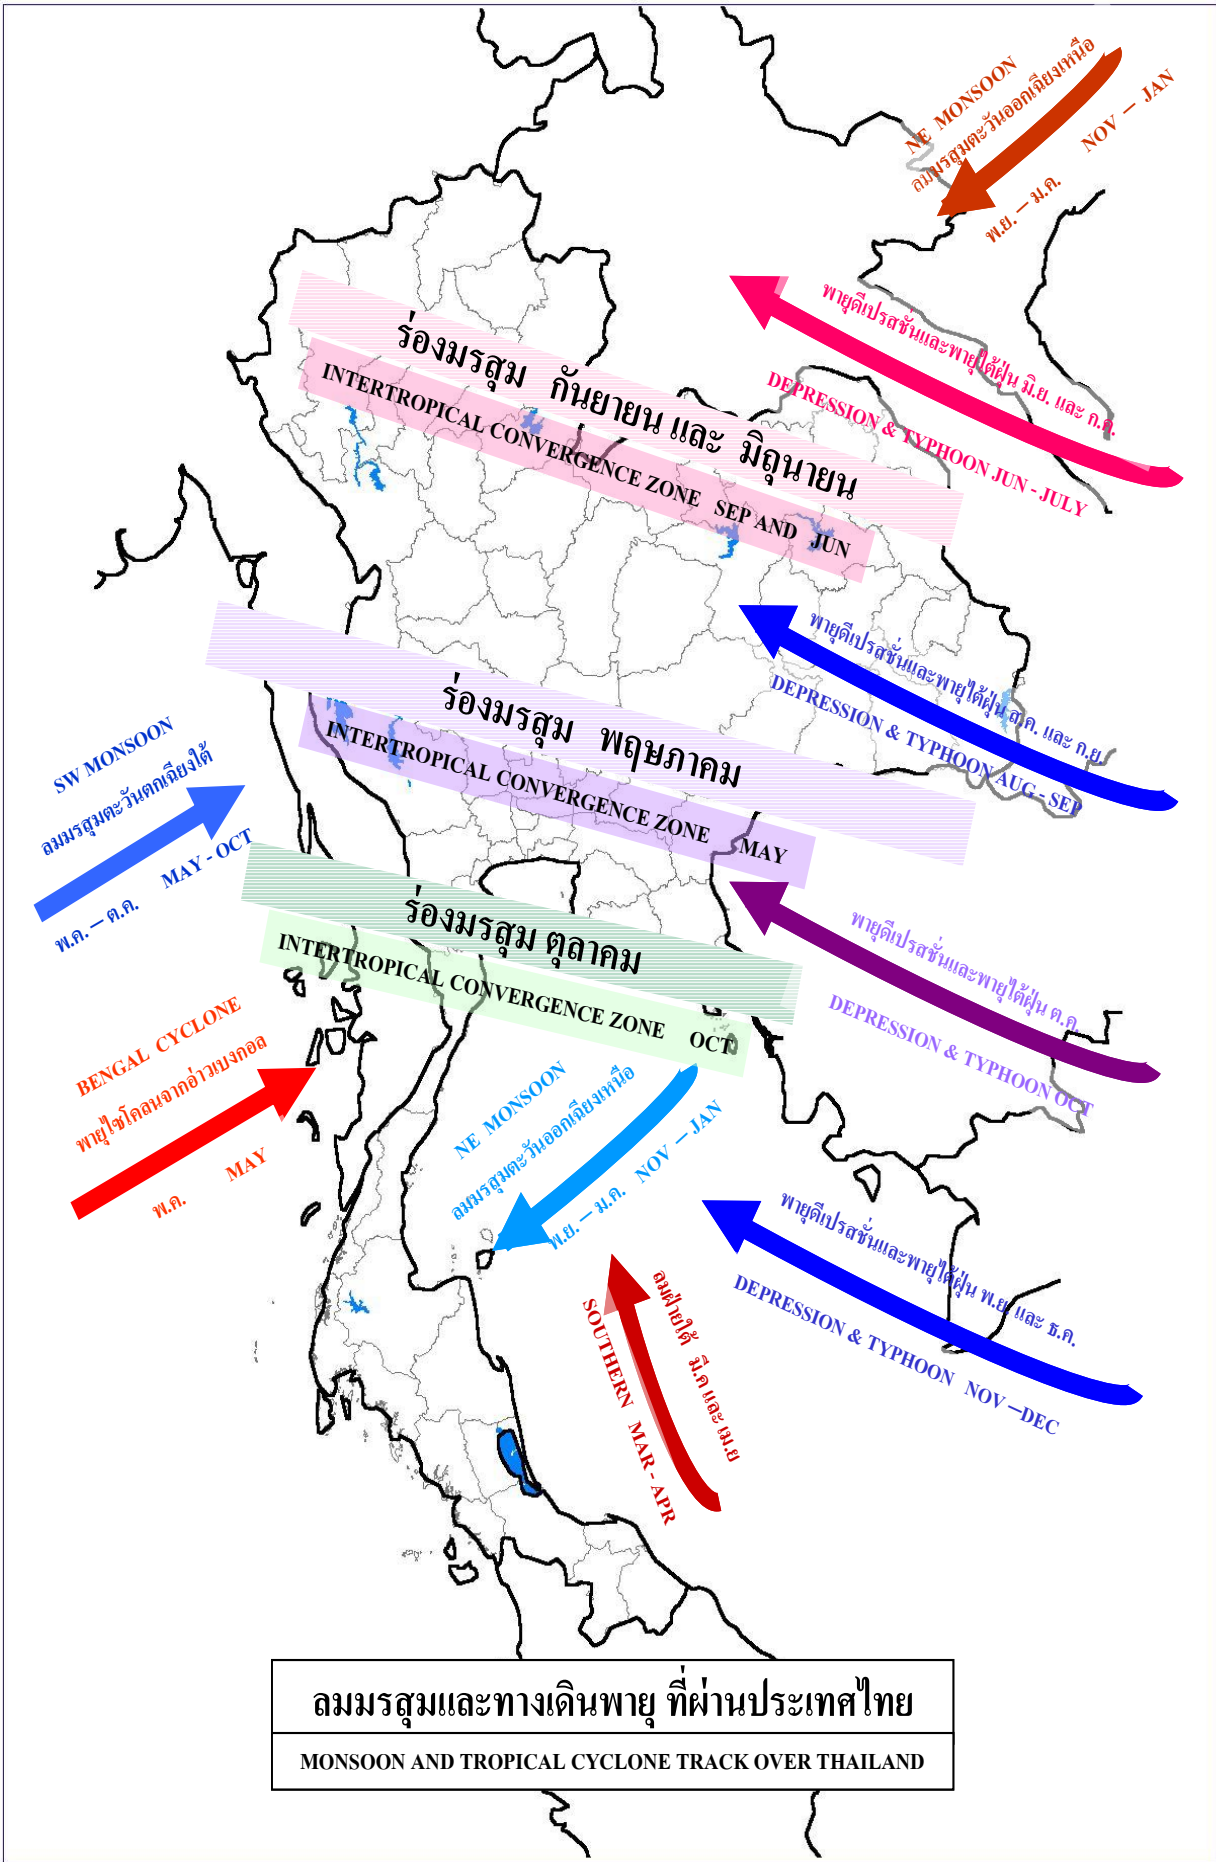 NE MONSOON
ลมมรสุมตะวันออกเฉียงเหนือ
พ.ย. – ม.ค. NOV – JAN
พายุดีเปรสชั่นและพายุไต้ฝุ่น มิ.ย. และ ก.ค.
DEPRESSION & TYPHOON JUN - JULY
ร่องมรสุม กันยายน และ มิถุนายน
INTERTROPICAL CONVERGENCE ZONE SEP AND JUN
พายุดีเปรสชั่นและพายุไต้ฝุ่น ส.ค. และ ก.ย.
DEPRESSION & TYPHOON AUG - SEP
ร่องมรสุม พฤษภาคม
INTERTROPICAL CONVERGENCE ZONE MAY
SW MONSOON
ลมมรสุมตะวันตกเฉียงใต้
พ.ค. – ต.ค. MAY - OCT
ร่องมรสุม ตุลาคม
INTERTROPICAL CONVERGENCE ZONE OCT
พายุดีเปรสชั่นและพายุไต้ฝุ่น ต.ค.
DEPRESSION & TYPHOON OCT
BENGAL CYCLONE
พายุไซโคลนจากอ่าวเบงกอล
พ.ค. MAY
NE MONSOON
ลมมรสุมตะวันออกเฉียงเหนือ
พ.ย. – ม.ค. NOV – JAN
พายุดีเปรสชั่นและพายุไต้ฝุ่น พ.ย. และ ธ.ค.
DEPRESSION & TYPHOON NOV –DEC
ลมฝ่ายใต้ มี.ค และ เม.ย
SOUTHERN MAR - APR
ลมมรสุมและทางเดินพายุ ที่ผ่านประเทศไทย
MONSOON AND TROPICAL CYCLONE TRACK OVER THAILAND